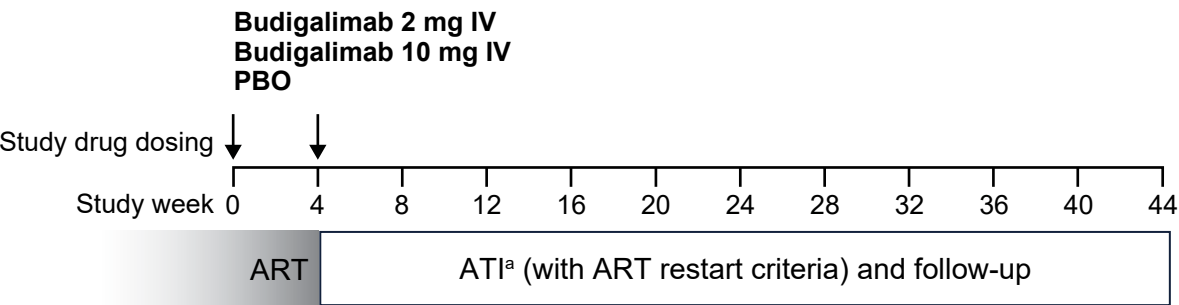 Budigalimab 2 mg IV
Budigalimab 10 mg IV
PBO
Study drug dosing
Study week 0 4 8 12 16 20 24 28 32 36 40 44
ART ATIᵃ (with ART restart criteria) and follow-up